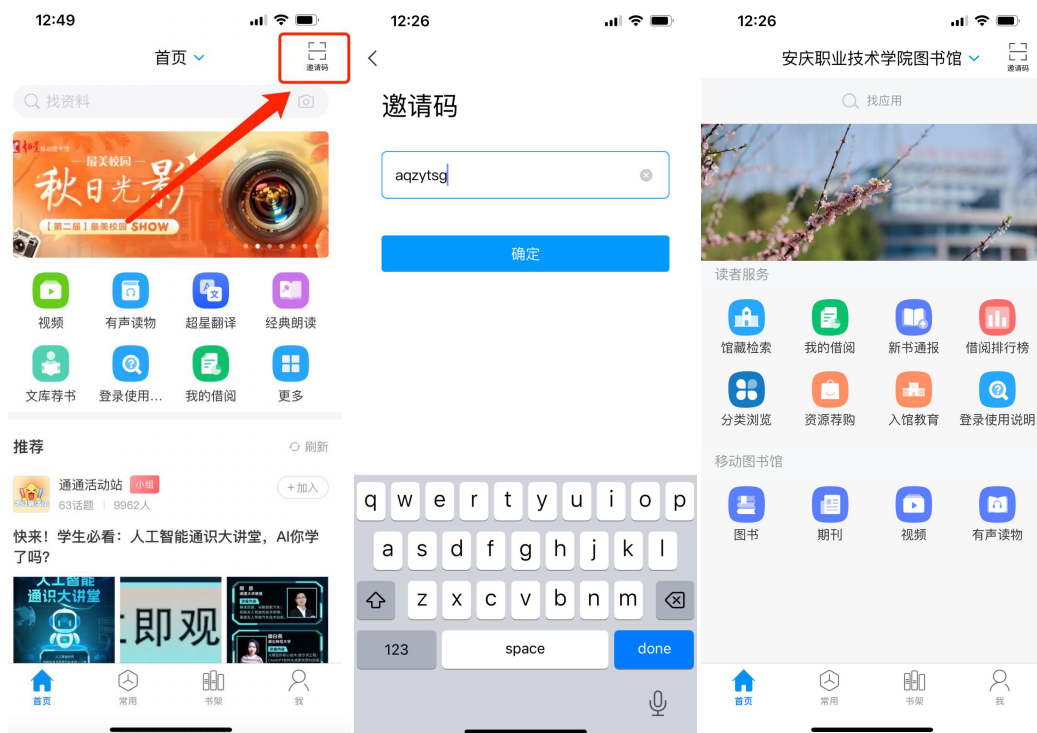 12:49
首页
邀请码
找资料
移动图书馆
最美校园
秋日光影
【第二届】最美校园 SHOW
视频
有声读物
超星翻译
经典朗读
文库荐书
登录使用...
我的借阅
更多
推荐
刷新
通通活动站
小组
+加入
63话题
9962人
快来！学生必看：人工智能通识大讲堂，AI你学
了吗？
人工智能
通识大讲堂
即观
首页
常用
书架
我
12:26
邀请码
aqzytsg
确定
q w e r t y u i o p
a s d f g h j k l
z x c v b n m
123
space
done
12:26
安庆职业技术学院图书馆
邀请码
找应用
读者服务
馆藏检索
我的借阅
新书通报
借阅排行榜
分类浏览
资源荐购
入馆教育
登录使用说明
移动图书馆
图书
期刊
视频
有声读物
首页
常用
书架
我